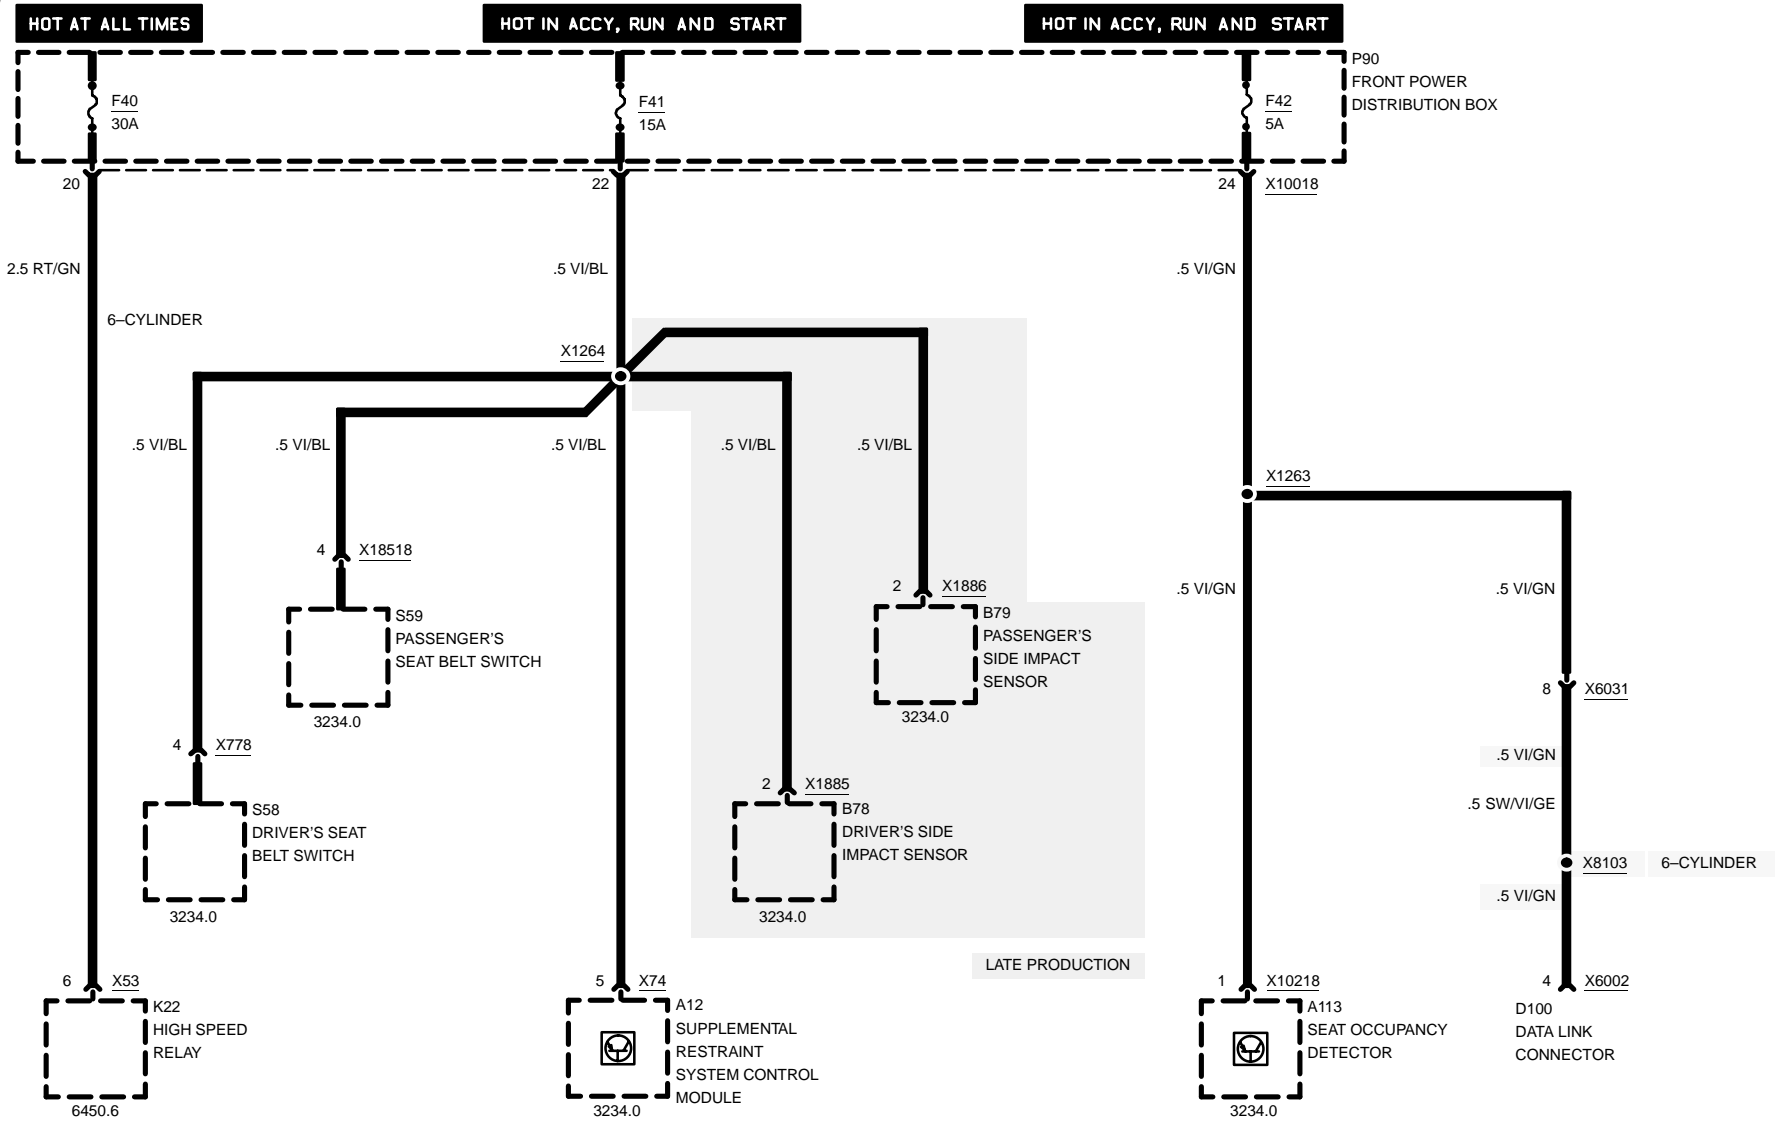 HOT AT ALL TIMES
HOT IN ACCY, RUN AND START
HOT IN ACCY, RUN AND START
P90
FRONT POWER
DISTRIBUTION BOX
F40
30A
F41
15A
F42
5A
20
22
24
X10018
2.5 RT/GN
.5 VI/BL
.5 VI/GN
6–CYLINDER
X1264
.5 VI/BL
.5 VI/BL
.5 VI/BL
.5 VI/BL
.5 VI/BL
X1263
4
X18518
S59
PASSENGER'S
SEAT BELT SWITCH
3234.0
2
X1886
B79
PASSENGER'S
SIDE IMPACT
SENSOR
3234.0
.5 VI/GN
.5 VI/GN
8
X6031
4
X778
S58
DRIVER'S SEAT
BELT SWITCH
3234.0
2
X1885
B78
DRIVER'S SIDE
IMPACT SENSOR
3234.0
.5 VI/GN
.5 SW/VI/GE
X8103
6–CYLINDER
.5 VI/GN
LATE PRODUCTION
6
X53
K22
HIGH SPEED
RELAY
6450.6
5
X74
A12
SUPPLEMENTAL
RESTRAINT
SYSTEM CONTROL
MODULE
3234.0
1
X10218
A113
SEAT OCCUPANCY
DETECTOR
3234.0
4
X6002
D100
DATA LINK
CONNECTOR